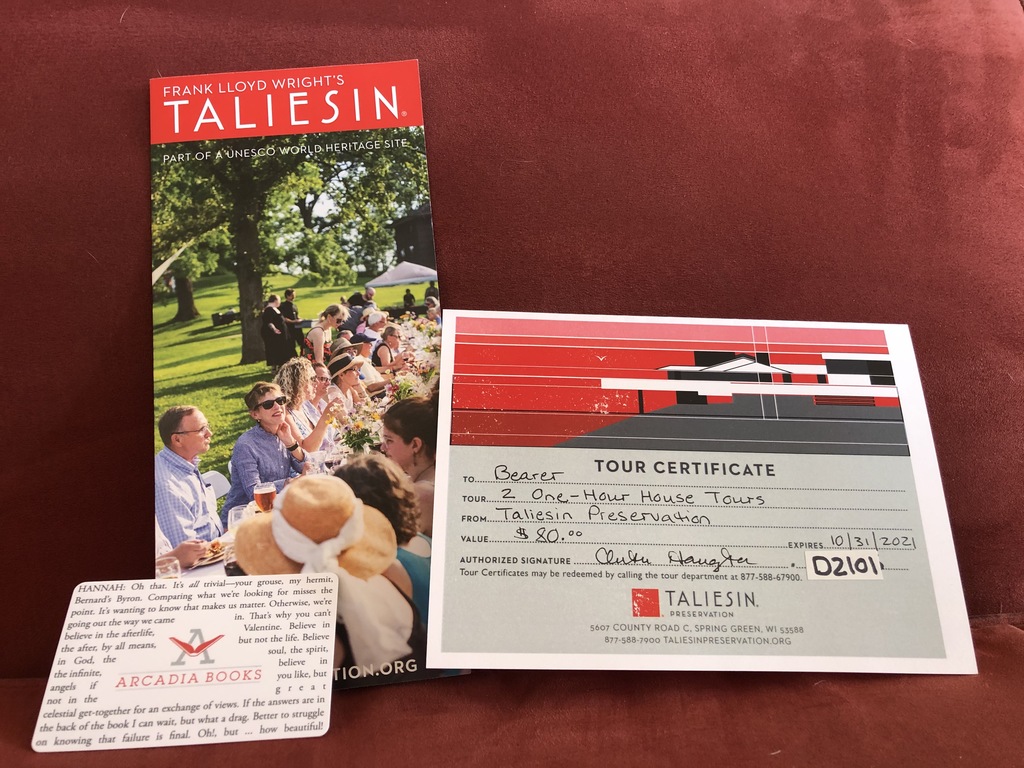 FRANK LLOYD WRIGHT'S
TALIESIN®
PART OF A UNESCO WORLD HERITAGE SITE
TION.ORG
TOUR CERTIFICATE
TO Bearer
TOUR 2 One-Hour House Tours
FROM Taliesin Preservation
VALUE $80.00
EXPIRES 10/31/2021
AUTHORIZED SIGNATURE
#. D2101
Tour Certificates may be redeemed by calling the tour department at 877-588-67900.
TALIESIN.
PRESERVATION
5607 COUNTY ROAD C, SPRING GREEN, WI 53588
877-588-7900 TALIESINPRESERVATION.ORG
HANNAH: Oh that. It's all trivial—your grouse, my hermit,
Bernard's Byron. Comparing what we're looking for misses the
point. It's wanting to know that makes us matter. Otherwise, we're
going out the way we came in. That's why you can't
believe in the afterlife, Valentine. Believe in
the after, by all means, but not the life. Believe
in God, the soul, the spirit,
the infinite, believe in
angels if you like, but
not in the great
celestial get-together for an exchange of views. If the answers are in
the back of the book I can wait, but what a drag. Better to struggle
on knowing that failure is final. Oh!, but ... how beautiful!
A
ARCADIA BOOKS